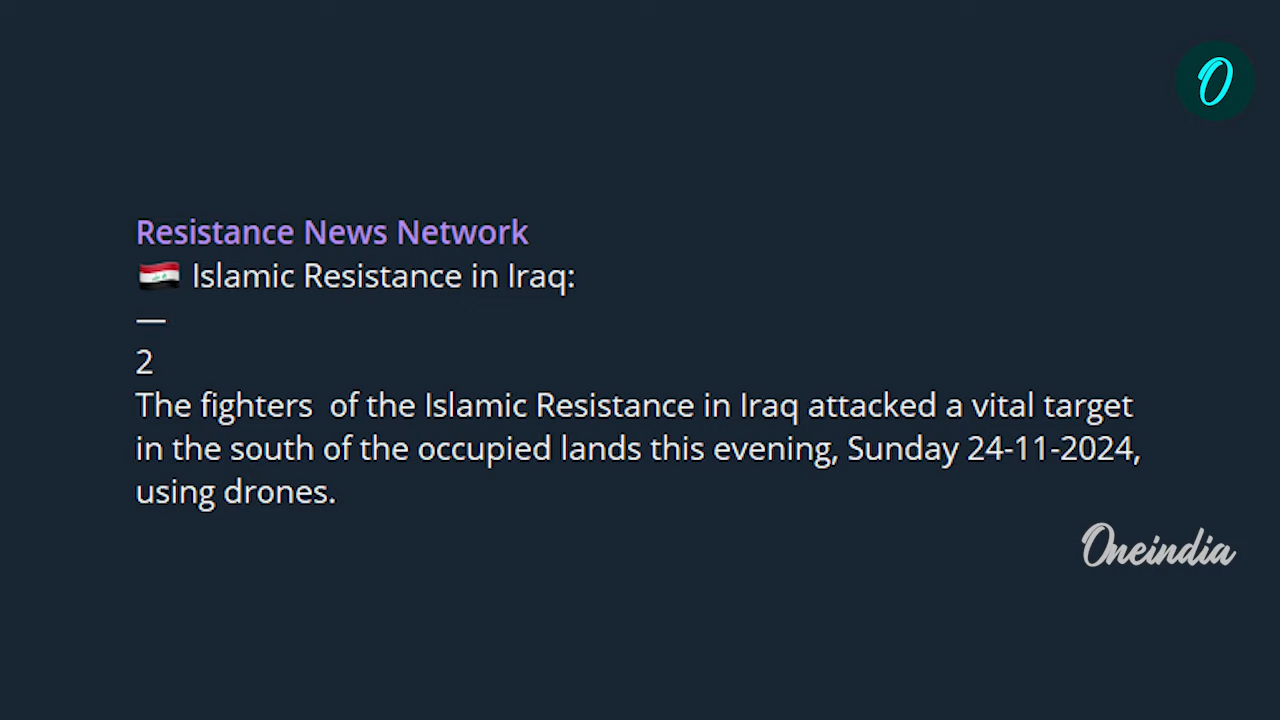 O
Resistance News Network
🇮🇶 Islamic Resistance in Iraq:
—
2
The fighters  of the Islamic Resistance in Iraq attacked a vital target
in the south of the occupied lands this evening, Sunday 24-11-2024,
using drones.
Oneindia